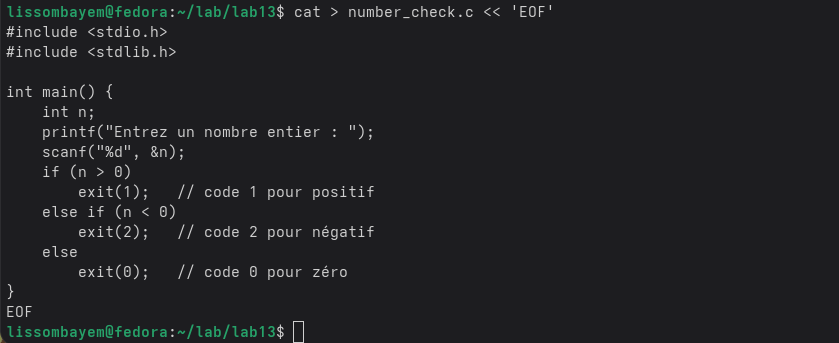 lissombayem@fedora:~/lab/lab13$ cat > number_check.c << 'EOF'
#include <stdio.h>
#include <stdlib.h>

int main() {
    int n;
    printf("Entrez un nombre entier : ");
    scanf("%d", &n);
    if (n > 0)
        exit(1);   // code 1 pour positif
    else if (n < 0)
        exit(2);   // code 2 pour négatif
    else
        exit(0);   // code 0 pour zéro
}
EOF
lissombayem@fedora:~/lab/lab13$